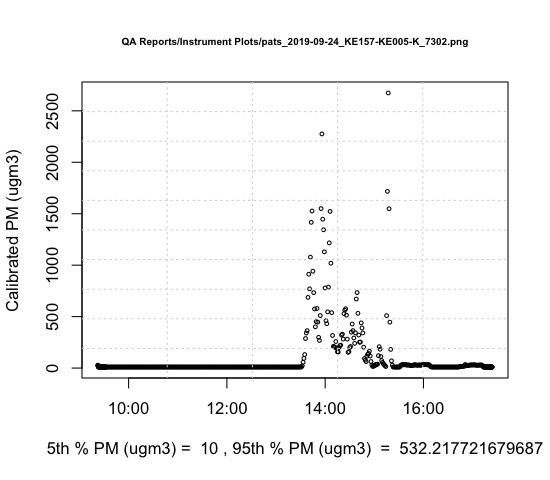 QA Reports/Instrument Plots/pats_2019-09-24_KE157-KE005-K_7302.png
2500
2000
1500
1000
500
0
Calibrated PM (ugm3)
10:00 12:00 14:00 16:00
5th % PM (ugm3) = 10 , 95th % PM (ugm3) = 532.217721679687